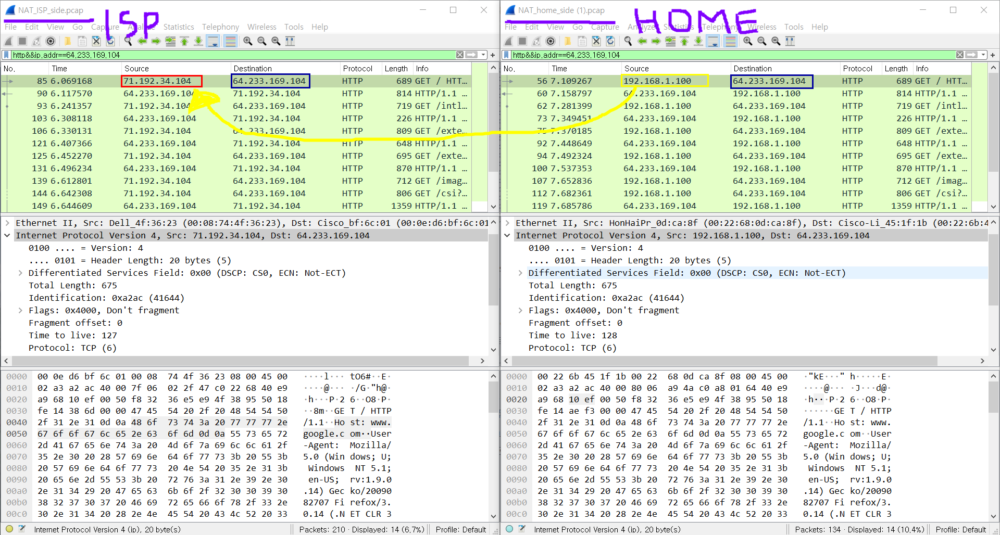 NAT_ISP_side.pcap
ISP
File Edit View Go Capture Analyze Statistics Telephony Wireless Tools Help
http&&ip,addr==64,233,169,104
No. Time Source Destination Protocol Length Info
85 6.069168 71.192.34.104 64.233.169.104 HTTP 689 GET / HTT…
90 6.117570 64.233.169.104 71.192.34.104 HTTP 814 HTTP/1.1 …
93 6.241357 71.192.34.104 64.233.169.104 HTTP 719 GET /intl…
103 6.308118 64.233.169.104 71.192.34.104 HTTP 226 HTTP/1.1 …
106 6.330131 71.192.34.104 64.233.169.104 HTTP 809 GET /exte…
121 6.407366 64.233.169.104 71.192.34.104 HTTP 648 HTTP/1.1 …
125 6.452270 71.192.34.104 64.233.169.104 HTTP 695 GET /exte…
131 6.496234 64.233.169.104 71.192.34.104 HTTP 870 HTTP/1.1 …
139 6.612801 71.192.34.104 64.233.169.104 HTTP 712 GET /imag…
144 6.642308 71.192.34.104 64.233.169.104 HTTP 806 GET /csi?…
149 6.644609 64.233.169.104 71.192.34.104 HTTP 1359 HTTP/1.1 …
Ethernet II, Src: Dell_4f:36:23 (00:08:74:4f:36:23), Dst: Cisco_bf:6c:01 (00:0e:d6:bf:6c:01
Internet Protocol Version 4, Src: 71.192.34.104, Dst: 64.233.169.104
0100 .... = Version: 4
.... 0101 = Header Length: 20 bytes (5)
Differentiated Services Field: 0x00 (DSCP: CS0, ECN: Not-ECT)
Total Length: 675
Identification: 0xa2ac (41644)
Flags: 0x4000, Don't fragment
Fragment offset: 0
Time to live: 127
Protocol: TCP (6)
0000 00 0e d6 bf 6c 01 00 08 74 4f 36 23 08 00 45 00 ····l··· tO6#··E·
0010 02 a3 a2 ac 40 00 7f 06 02 2f 47 c0 22 68 40 e9 ····@··· ·/G·"h@·
0020 a9 68 10 ef 00 50 f8 32 36 e5 e9 4f 38 95 50 18 ·h···P·2 6··O8·P·
0030 fe 14 38 6d 00 00 47 45 54 20 2f 20 48 54 54 50 ··8m··GE T / HTTP
0040 2f 31 2e 31 0d 0a 48 6f 73 74 3a 20 77 77 77 2e /1.1··Ho st: www.
0050 67 6f 6f 67 6c 65 2e 63 6f 6d 0d 0a 55 73 65 72 google.c om··User
0060 2d 41 67 65 6e 74 3a 20 4d 6f 7a 69 6c 6c 61 2f -Agent: Mozilla/
0070 35 2e 30 20 28 57 69 6e 64 6f 77 73 3b 20 55 3b 5.0 (Win dows; U;
0080 20 57 69 6e 64 6f 77 73 20 4e 54 20 35 2e 31 3b Windows NT 5.1;
0090 20 65 6e 2d 55 53 3b 20 72 76 3a 31 2e 39 2e 30 en-US; rv:1.9.0
00a0 2e 31 34 29 20 47 65 63 6b 6f 2f 32 30 30 39 30 .14) Gec ko/20090
00b0 38 32 37 30 37 20 46 69 72 65 66 6f 78 2f 33 2e 82707 Fi refox/3.
00c0 30 2e 31 34 20 28 2e 4e 45 54 20 43 4c 52 20 33 0.14 (.N ET CLR 3
Internet Protocol Version 4 (ip), 20 byte(s) Packets: 210 · Displayed: 14 (6,7%) Profile: Default
NAT_home_side (1).pcap
HOME
File Edit View Go Capture Analyze Statistics Telephony Wireless Tools Help
http&&ip,addr==64,233,169,104
No. Time Source Destination Protocol Length Info
56 7.109267 192.168.1.100 64.233.169.104 HTTP 689 GET / HTT…
60 7.158797 64.233.169.104 192.168.1.100 HTTP 814 HTTP/1.1 …
62 7.281399 192.168.1.100 64.233.169.104 HTTP 719 GET /intl…
73 7.349451 64.233.169.104 192.168.1.100 HTTP 226 HTTP/1.1 …
75 7.370185 192.168.1.100 64.233.169.104 HTTP 809 GET /exte…
92 7.448649 64.233.169.104 192.168.1.100 HTTP 648 HTTP/1.1 …
94 7.492324 192.168.1.100 64.233.169.104 HTTP 695 GET /exte…
100 7.537353 64.233.169.104 192.168.1.100 HTTP 870 HTTP/1.1 …
107 7.652836 192.168.1.100 64.233.169.104 HTTP 712 GET /imag…
112 7.682361 192.168.1.100 64.233.169.104 HTTP 806 GET /csi?…
119 7.685786 64.233.169.104 192.168.1.100 HTTP 1359 HTTP/1.1 …
Ethernet II, Src: HonHaiPr_0d:ca:8f (00:22:68:0d:ca:8f), Dst: Cisco-Li_45:1f:1b (00:22:6b:4
Internet Protocol Version 4, Src: 192.168.1.100, Dst: 64.233.169.104
0100 .... = Version: 4
.... 0101 = Header Length: 20 bytes (5)
Differentiated Services Field: 0x00 (DSCP: CS0, ECN: Not-ECT)
Total Length: 675
Identification: 0xa2ac (41644)
Flags: 0x4000, Don't fragment
Fragment offset: 0
Time to live: 128
Protocol: TCP (6)
0000 00 22 6b 45 1f 1b 00 22 68 0d ca 8f 08 00 45 00 ·"kE···" h·····E·
0010 02 a3 a2 ac 40 00 80 06 a9 4a c0 a8 01 64 40 e9 ····@··· ·J···d@·
0020 a9 68 10 ef 00 50 f8 32 36 e5 e9 4f 38 95 50 18 ·h···P·2 6··O8·P·
0030 fe 14 ae f3 00 00 47 45 54 20 2f 20 48 54 54 50 ······GE T / HTTP
0040 2f 31 2e 31 0d 0a 48 6f 73 74 3a 20 77 77 77 2e /1.1··Ho st: www.
0050 67 6f 6f 67 6c 65 2e 63 6f 6d 0d 0a 55 73 65 72 google.c om··User
0060 2d 41 67 65 6e 74 3a 20 4d 6f 7a 69 6c 6c 61 2f -Agent: Mozilla/
0070 35 2e 30 20 28 57 69 6e 64 6f 77 73 3b 20 55 3b 5.0 (Win dows; U;
0080 20 57 69 6e 64 6f 77 73 20 4e 54 20 35 2e 31 3b Windows NT 5.1;
0090 20 65 6e 2d 55 53 3b 20 72 76 3a 31 2e 39 2e 30 en-US; rv:1.9.0
00a0 2e 31 34 29 20 47 65 63 6b 6f 2f 32 30 30 39 30 .14) Gec ko/20090
00b0 38 32 37 30 37 20 46 69 72 65 66 6f 78 2f 33 2e 82707 Fi refox/3.
00c0 30 2e 31 34 20 28 2e 4e 45 54 20 43 4c 52 20 33 0.14 (.N ET CLR 3
Internet Protocol Version 4 (ip), 20 byte(s) Packets: 134 · Displayed: 14 (10,4%) Profile: Default